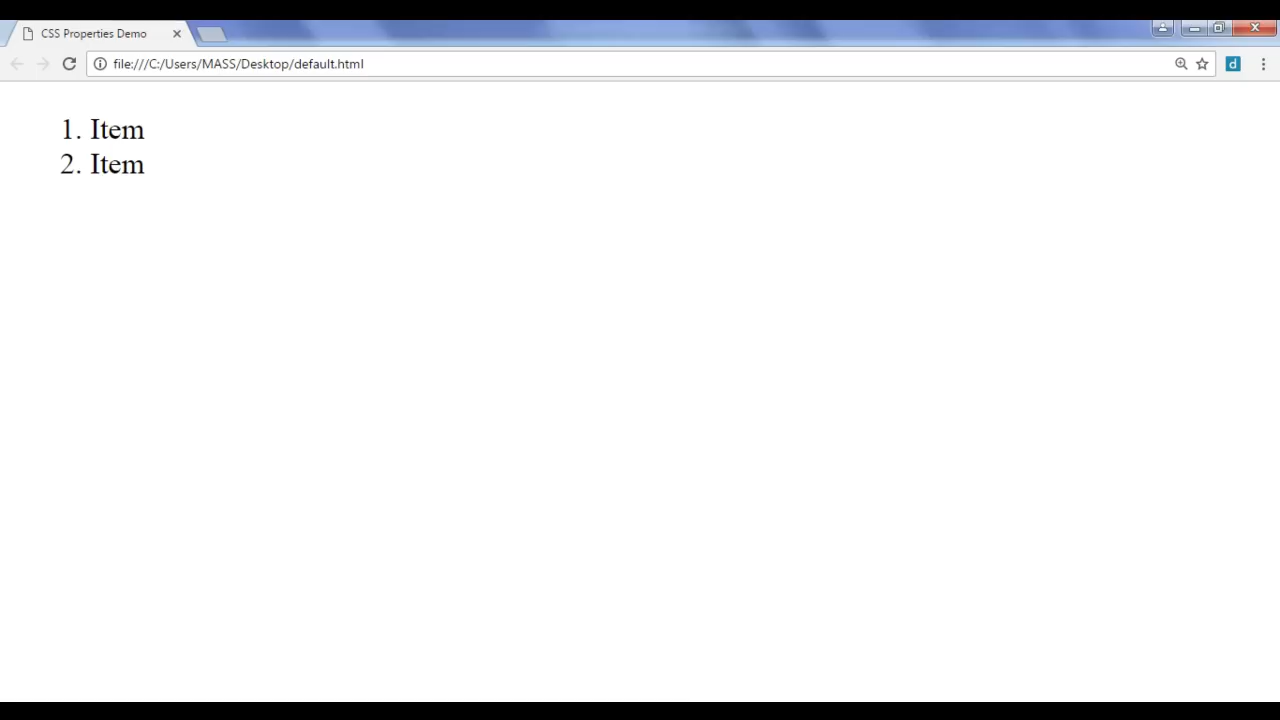 CSS Properties Demo
file:///C:/Users/MASS/Desktop/default.html
d
1. Item
2. Item